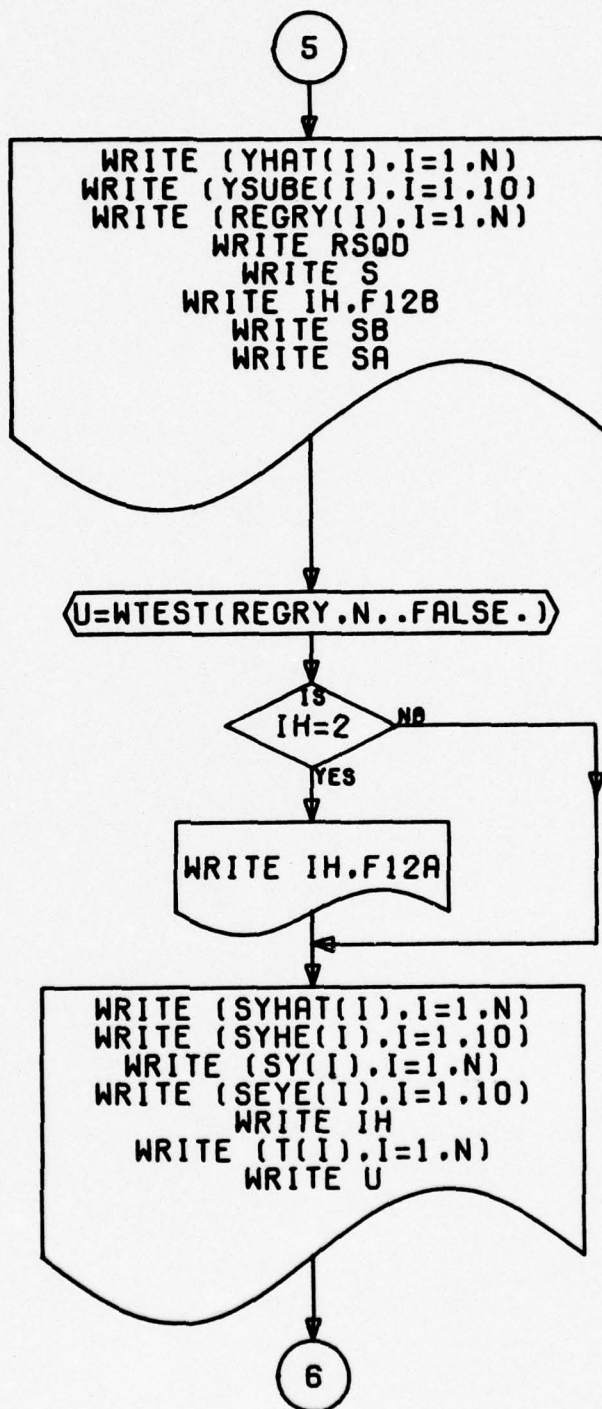 5
WRITE (YHAT(I).I=1.N)
WRITE (YSUBE(I).I=1.10)
WRITE (REGRY(I).I=1.N)
WRITE RSQD
WRITE S
WRITE IH.F12B
WRITE SB
WRITE SA
U=WTEST(REGRY.N..FALSE.)
IS
IH=2
NO
YES
WRITE IH.F12A
WRITE (SYHAT(I).I=1.N)
WRITE (SYHE(I).I=1.10)
WRITE (SY(I).I=1.N)
WRITE (SEYE(I).I=1.10)
WRITE IH
WRITE (T(I).I=1.N)
WRITE U
6